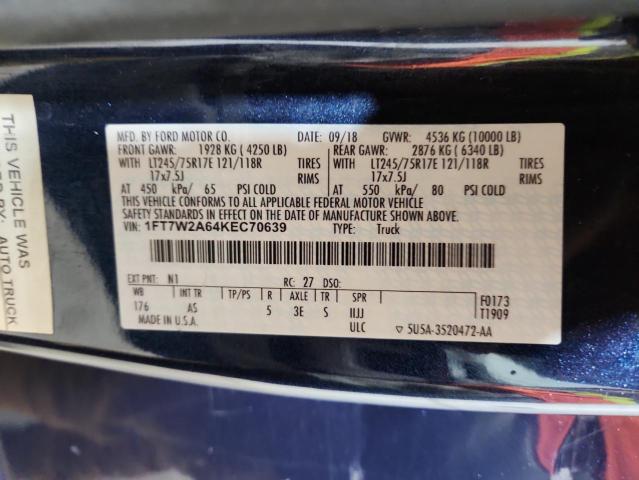 MFD. BY FORD MOTOR CO. DATE: 09/18 GVWR: 4536 KG (10000 LB)
FRONT GAWR: 1928 KG ( 4250 LB) REAR GAWR: 2876 KG ( 6340 LB)
WITH LT245/75R17E 121/118R TIRES WITH LT245/75R17E 121/118R TIRES
17x7.5J RIMS 17x7.5J RIMS
AT 450 kPa/ 65 PSI COLD AT 550 kPa/ 80 PSI COLD
THIS VEHICLE CONFORMS TO ALL APPLICABLE FEDERAL MOTOR VEHICLE
SAFETY STANDARDS IN EFFECT ON THE DATE OF MANUFACTURE SHOWN ABOVE.
VIN: 1FT7W2A64KEC70639 TYPE: Truck
EXT PNT: N1 RC: 27 DSO:
WB INT TR TP/PS R AXLE TR SPR F0173
176 AS 5 3E S IIJJ T1909
MADE IN U.S.A. ULC 5U5A-3520472-AA
THIS VEHICLE WAS
BY:
AUTO TRUCK